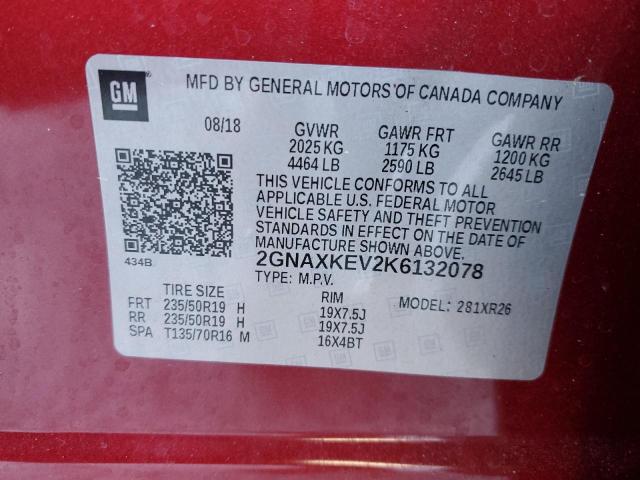 GM
MFD BY GENERAL MOTORS OF CANADA COMPANY
08/18 GVWR GAWR FRT GAWR RR
2025 KG 1175 KG 1200 KG
4464 LB 2590 LB 2645 LB
THIS VEHICLE CONFORMS TO ALL
APPLICABLE U.S. FEDERAL MOTOR
VEHICLE SAFETY AND THEFT PREVENTION
STANDARDS IN EFFECT ON THE DATE OF
MANUFACTURE SHOWN ABOVE.
434B
2GNAXKEV2K6132078
TYPE: M.P.V.
TIRE SIZE RIM MODEL: 281XR26
FRT 235/50R19 H 19X7.5J
RR 235/50R19 H 19X7.5J
SPA T135/70R16 M 16X4BT